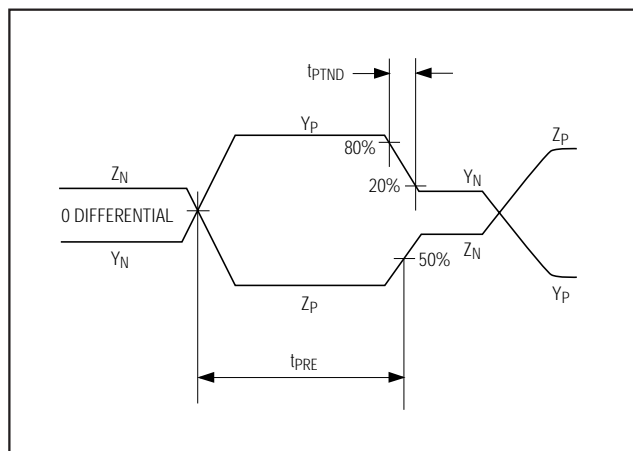 tPTND
YP
ZP
80%
ZN
20%
YN
0 DIFFERENTIAL
ZN
50%
YN
ZP
YP
tPRE